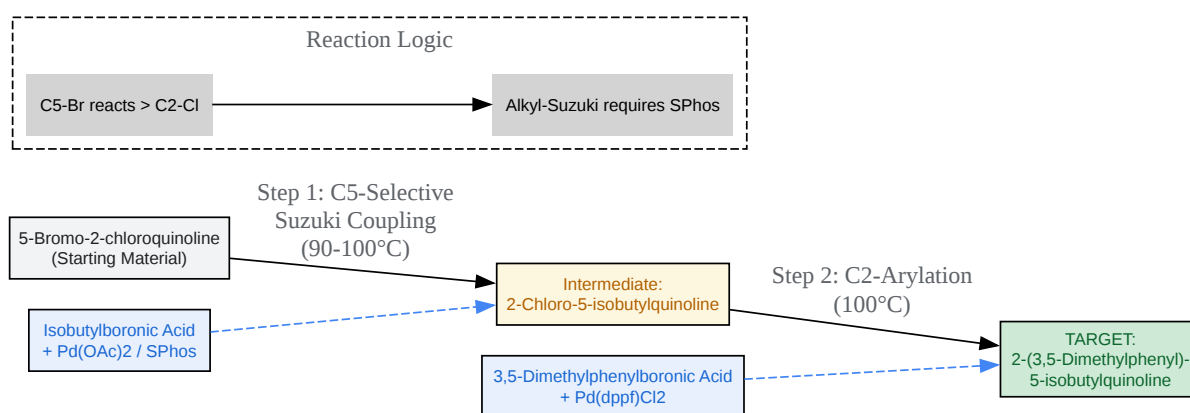 Reaction Logic
C5-Br reacts > C2-Cl
Alkyl-Suzuki requires SPhos
Step 1: C5-Selective
Suzuki Coupling
(90-100°C)
5-Bromo-2-chloroquinoline
(Starting Material)
Isobutylboronic Acid
+ Pd(OAc)2 / SPhos
Intermediate:
2-Chloro-5-isobutylquinoline
Step 2: C2-Arylation
(100°C)
3,5-Dimethylphenylboronic Acid
+ Pd(dppf)Cl2
TARGET:
2-(3,5-Dimethylphenyl)-
5-isobutylquinoline